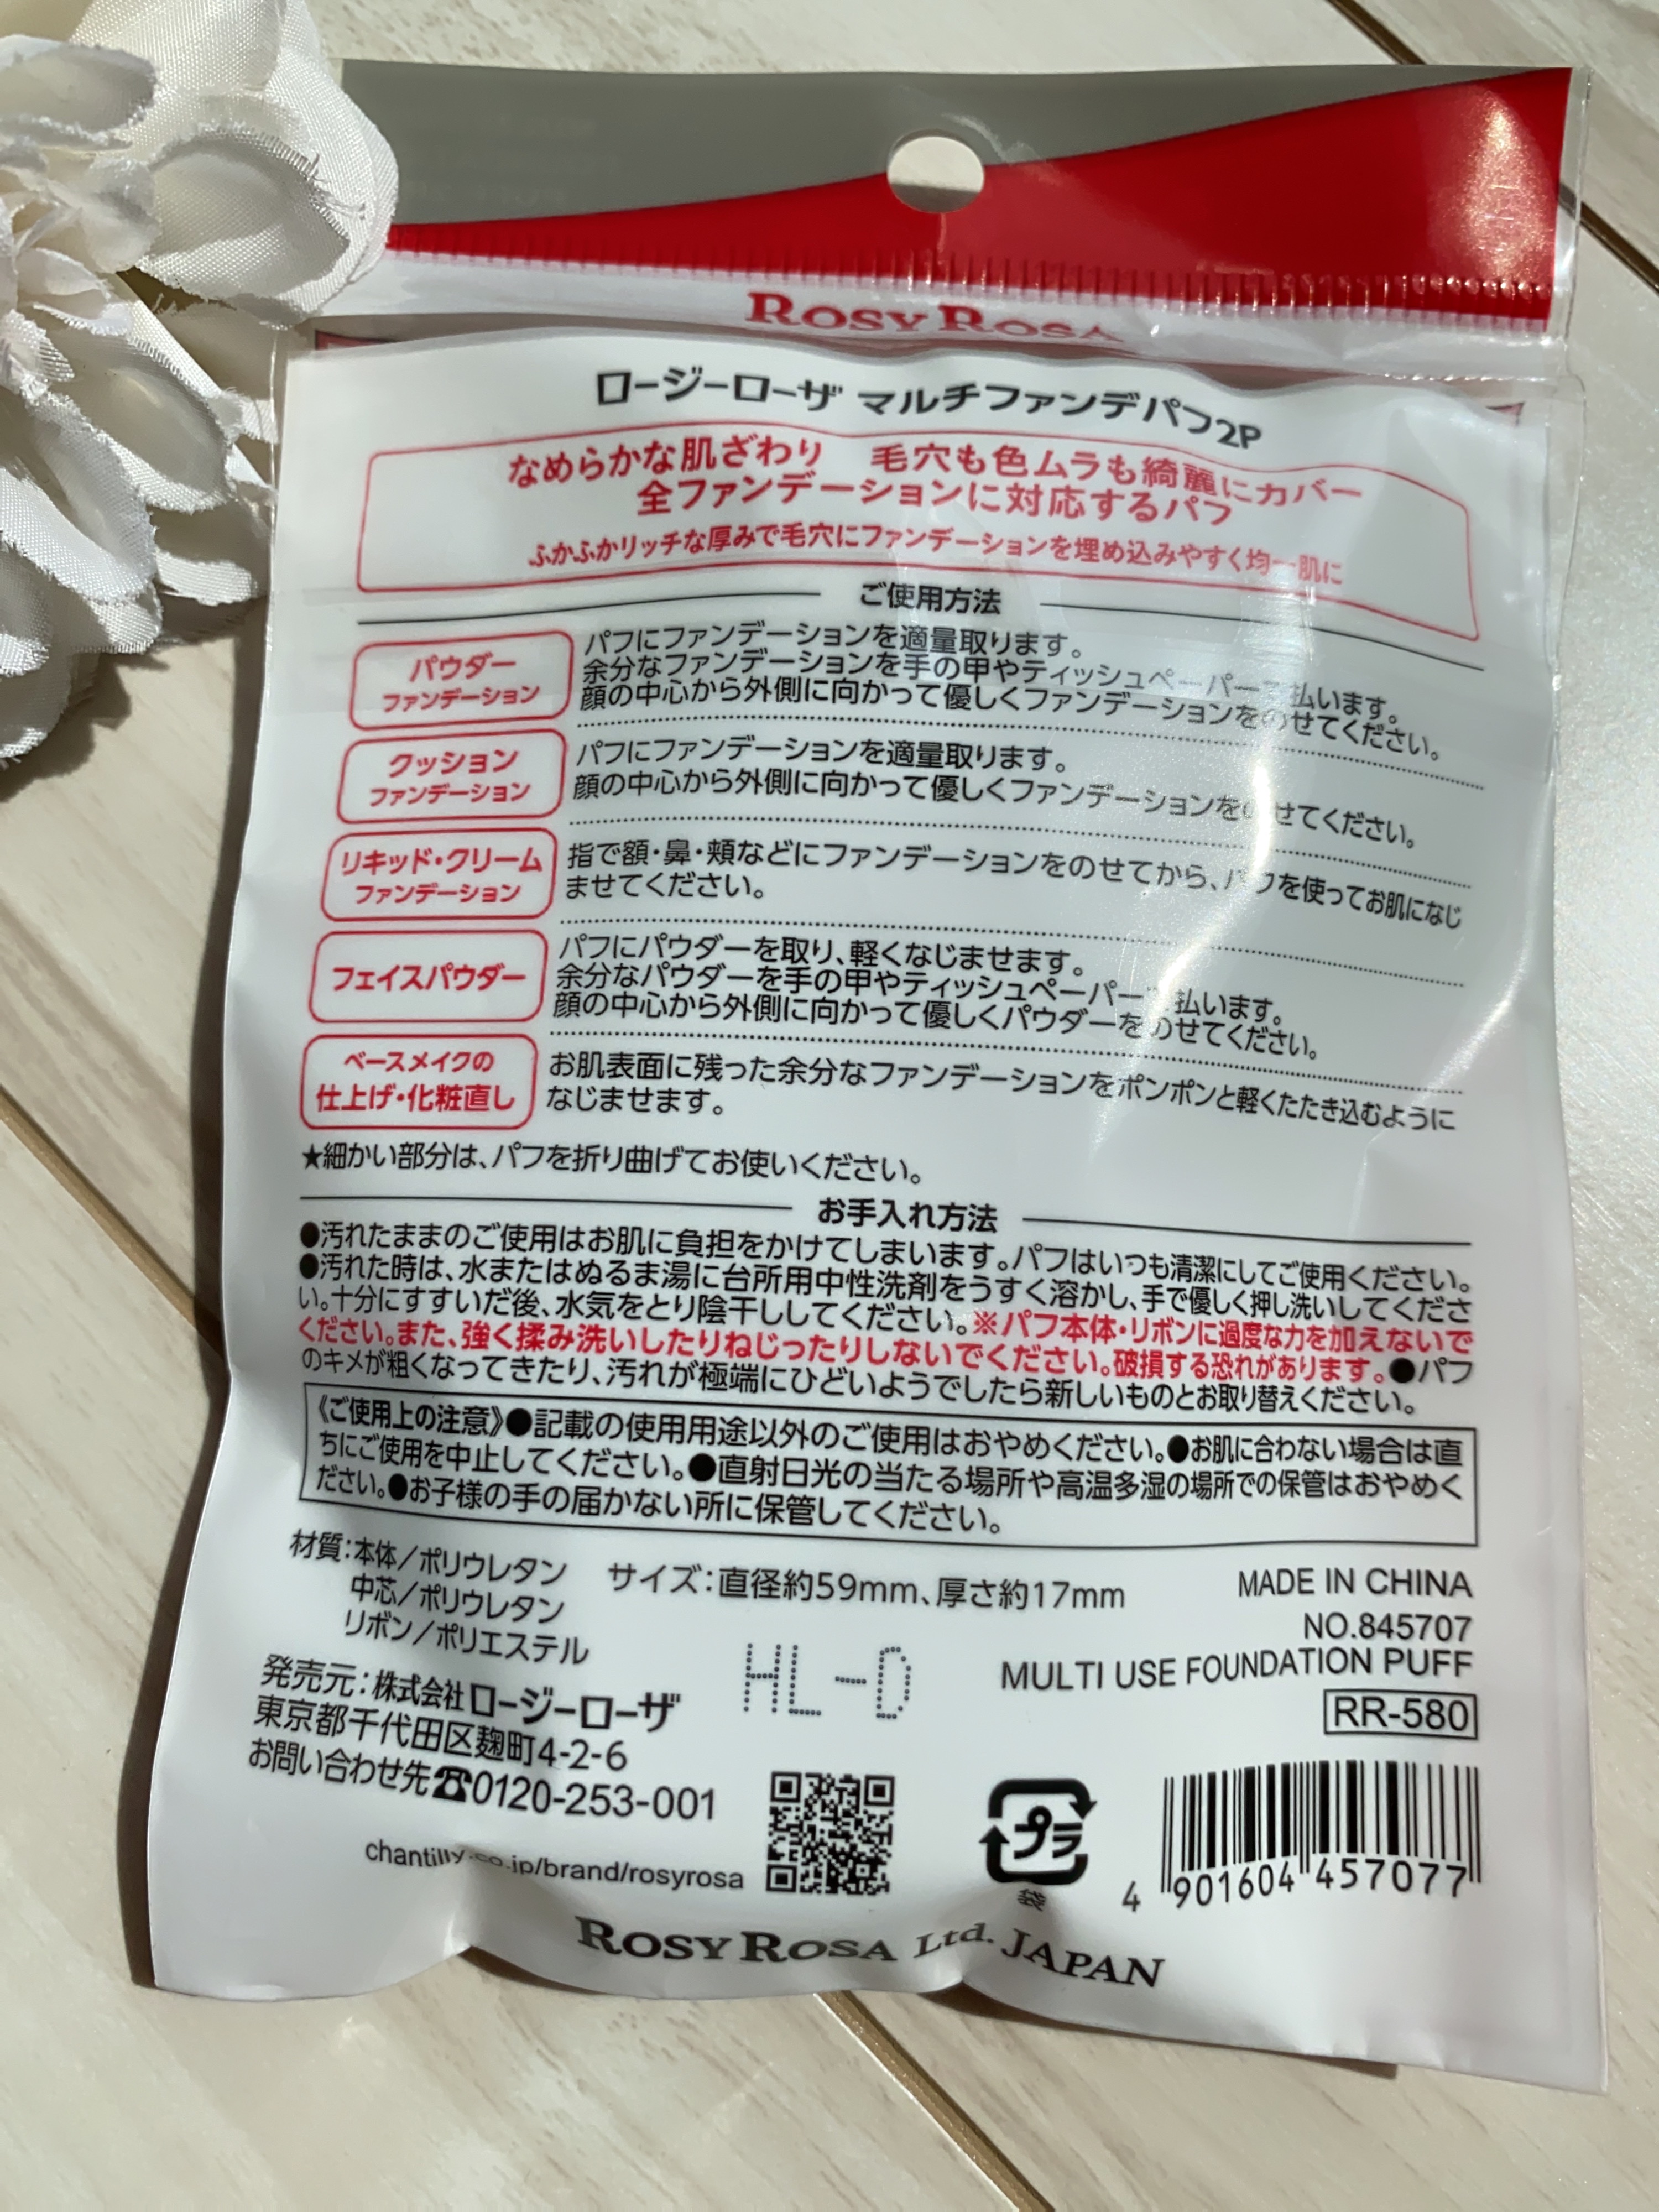 ROSY ROSA
ロージーローザ マルチファンデパフ2P
なめらかな肌ざわり　毛穴も色ムラも綺麗にカバー
全ファンデーションに対応するパフ
ふかふかリッチな厚みで毛穴にファンデーションを埋め込みやすく均一肌に
ご使用方法
パウダー
ファンデーション
パフにファンデーションを適量取ります。
余分なファンデーションを手の甲やティッシュペーパーで払います。
顔の中心から外側に向かって優しくファンデーションをのせてください。
クッション
ファンデーション
パフにファンデーションを適量取ります。
顔の中心から外側に向かって優しくファンデーションをのせてください。
リキッド・クリーム
ファンデーション
指で額・鼻・頬などにファンデーションをのせてから、パフを使ってお肌になじ
ませてください。
フェイスパウダー
パフにパウダーを取り、軽くなじませます。
余分なパウダーを手の甲やティッシュペーパーで払います。
顔の中心から外側に向かって優しくパウダーをのせてください。
ベースメイクの
仕上げ・化粧直し
お肌表面に残った余分なファンデーションをポンポンと軽くたたき込むように
なじませます。
★細かい部分は、パフを折り曲げてお使いください。
お手入れ方法
●汚れたままのご使用はお肌に負担をかけてしまいます。パフはいつも清潔にしてご使用ください。
●汚れた時は、水またはぬるま湯に台所用中性洗剤をうすく溶かし、手で優しく押し洗いしてくださ
い。十分にすすいだ後、水気をとり陰干ししてください。※パフ本体・リボンに過度な力を加えないで
ください。また、強く揉み洗いしたりねじったりしないでください。破損する恐れがあります。●パフ
のキメが粗くなってきたり、汚れが極端にひどいようでしたら新しいものとお取り替えください。
《ご使用上の注意》●記載の使用用途以外のご使用はおやめください。●お肌に合わない場合は直
ちにご使用を中止してください。●直射日光の当たる場所や高温多湿の場所での保管はおやめく
ださい。●お子様の手の届かない所に保管してください。
材質：本体／ポリウレタン
中芯／ポリウレタン
リボン／ポリエステル
サイズ：直径約59mm、厚さ約17mm
MADE IN CHINA
NO.845707
MULTI USE FOUNDATION PUFF
RR-580
HL-D
発売元：株式会社ロージーローザ
東京都千代田区麹町4-2-6
お問い合わせ先☎0120-253-001
chantilly.co.jp/brand/rosyrosa
プラ
袋
4 901604 457077
ROSY ROSA Ltd. JAPAN